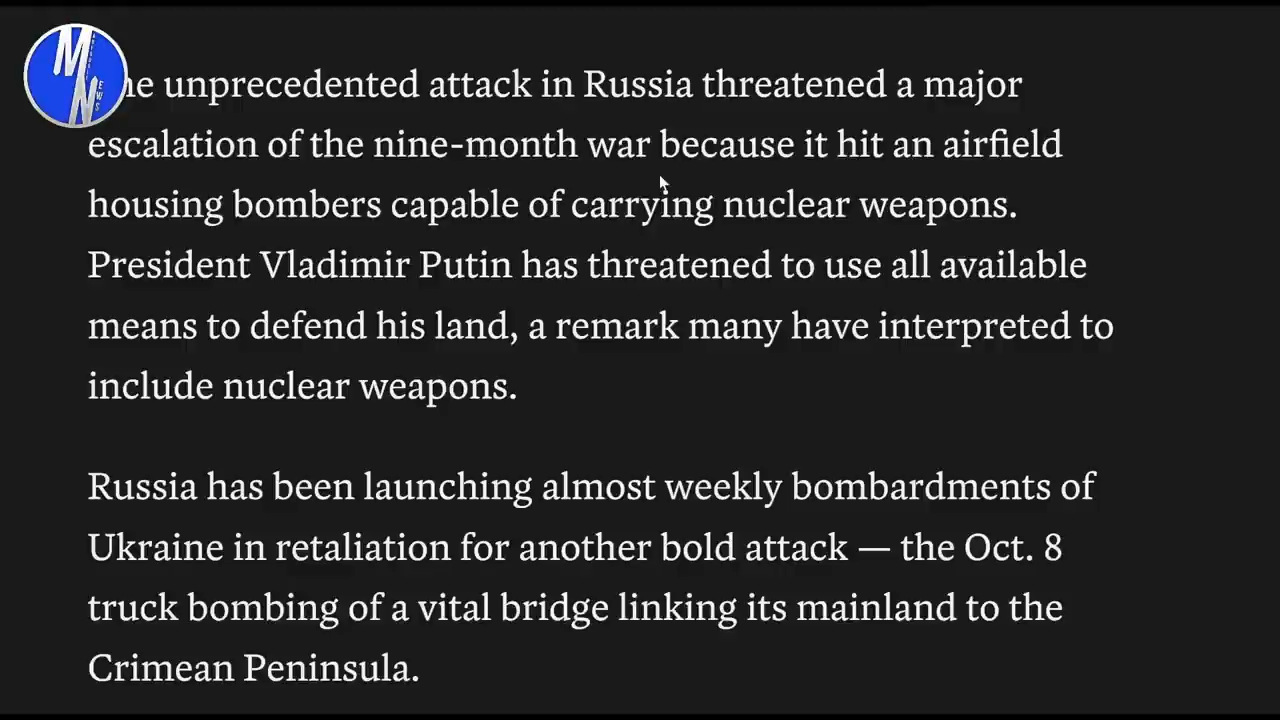 M
N
EWS
he unprecedented attack in Russia threatened a major
escalation of the nine-month war because it hit an airfield
housing bombers capable of carrying nuclear weapons.
President Vladimir Putin has threatened to use all available
means to defend his land, a remark many have interpreted to
include nuclear weapons.
Russia has been launching almost weekly bombardments of
Ukraine in retaliation for another bold attack — the Oct. 8
truck bombing of a vital bridge linking its mainland to the
Crimean Peninsula.